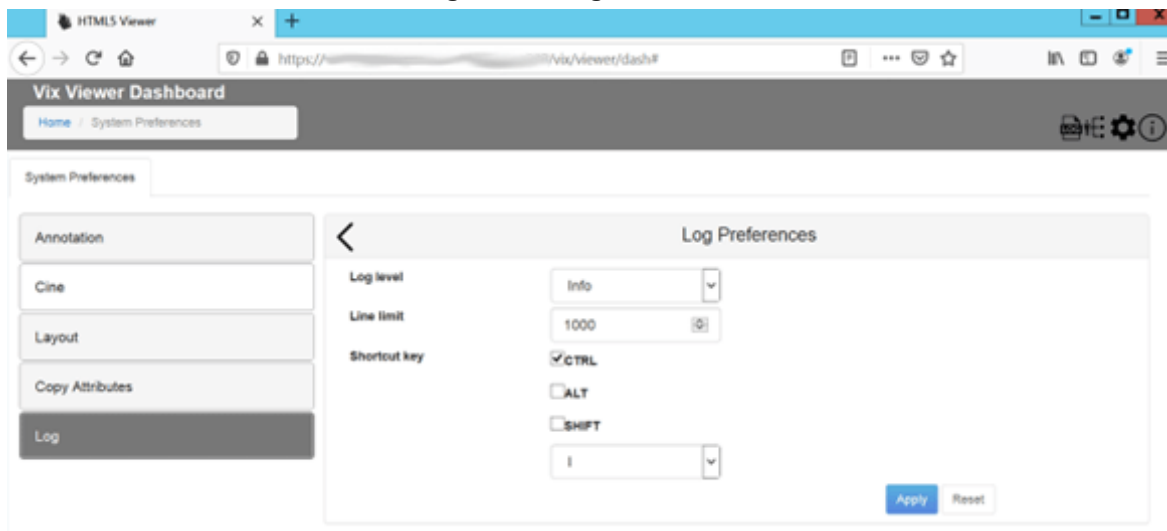 HTML5 Viewer
https:// /vix/viewer/dash#
Vix Viewer Dashboard
Home / System Preferences
System Preferences
Annotation
Cine
Layout
Copy Attributes
Log
Log Preferences
Log level
Info
Line limit
1000
Shortcut key
CTRL
ALT
SHIFT
I
Apply Reset